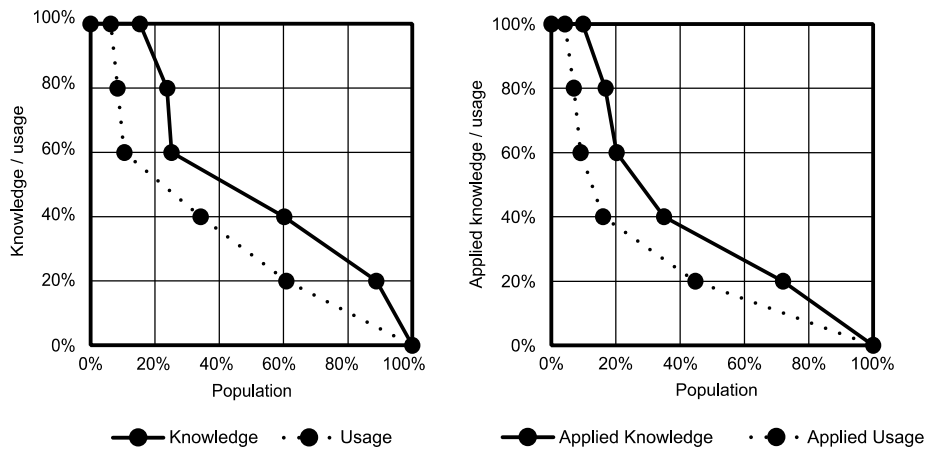 100%
80%
60%
40%
20%
0%
Knowledge / usage
0% 20% 40% 60% 80% 100%
Population
Knowledge Usage
100%
80%
60%
40%
20%
0%
Applied knowledge / usage
0% 20% 40% 60% 80% 100%
Population
Applied Knowledge Applied Usage